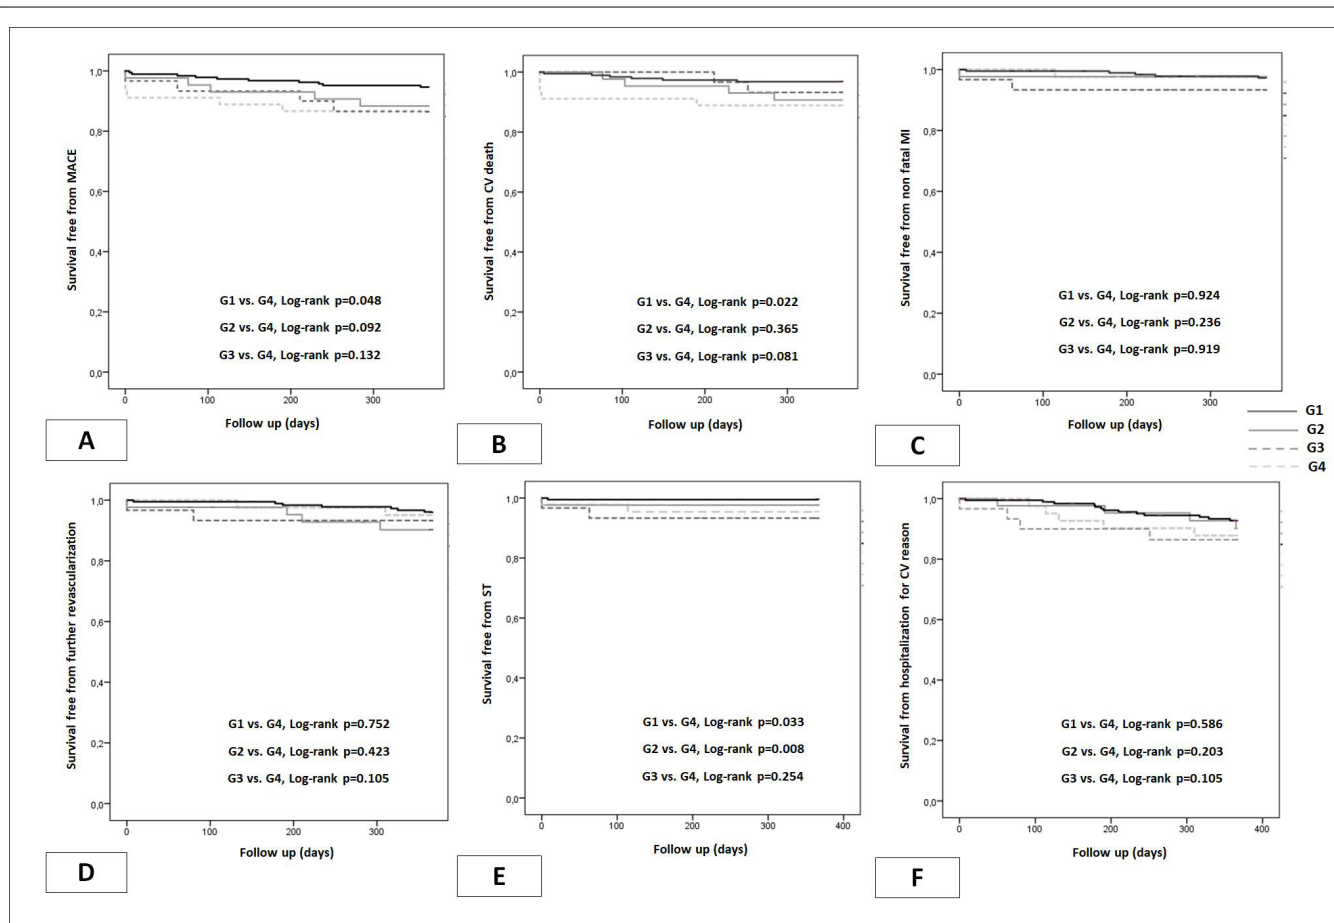 1,0
0,8
0,6
0,4
0,2
0,0
Survival free from MACE
G1 vs. G4, Log-rank p=0.048
G2 vs. G4, Log-rank p=0.092
G3 vs. G4, Log-rank p=0.132
0 100 200 300
Follow up (days)
A
1,0
0,8
0,6
0,4
0,2
0,0
Survival free from CV death
G1 vs. G4, Log-rank p=0.022
G2 vs. G4, Log-rank p=0.365
G3 vs. G4, Log-rank p=0.081
0 100 200 300
Follow up (days)
B
1,0
0,8
0,6
0,4
0,2
0,0
Survival free from non fatal MI
G1 vs. G4, Log-rank p=0.924
G2 vs. G4, Log-rank p=0.236
G3 vs. G4, Log-rank p=0.919
0 100 200 300
Follow up (days)
C
G1
G2
G3
G4
1,0
0,8
0,6
0,4
0,2
0,0
Survival free from further revascularization
G1 vs. G4, Log-rank p=0.752
G2 vs. G4, Log-rank p=0.423
G3 vs. G4, Log-rank p=0.105
0 100 200 300
Follow up (days)
D
1,0
0,8
0,6
0,4
0,2
0,0
Survival free from ST
G1 vs. G4, Log-rank p=0.033
G2 vs. G4, Log-rank p=0.008
G3 vs. G4, Log-rank p=0.254
0 100 200 300 400
Follow up (days)
E
1,0
0,8
0,6
0,4
0,2
0,0
Survival from hospitalization for CV reason
G1 vs. G4, Log-rank p=0.586
G2 vs. G4, Log-rank p=0.203
G3 vs. G4, Log-rank p=0.105
0 100 200 300 400
Follow up (days)
F